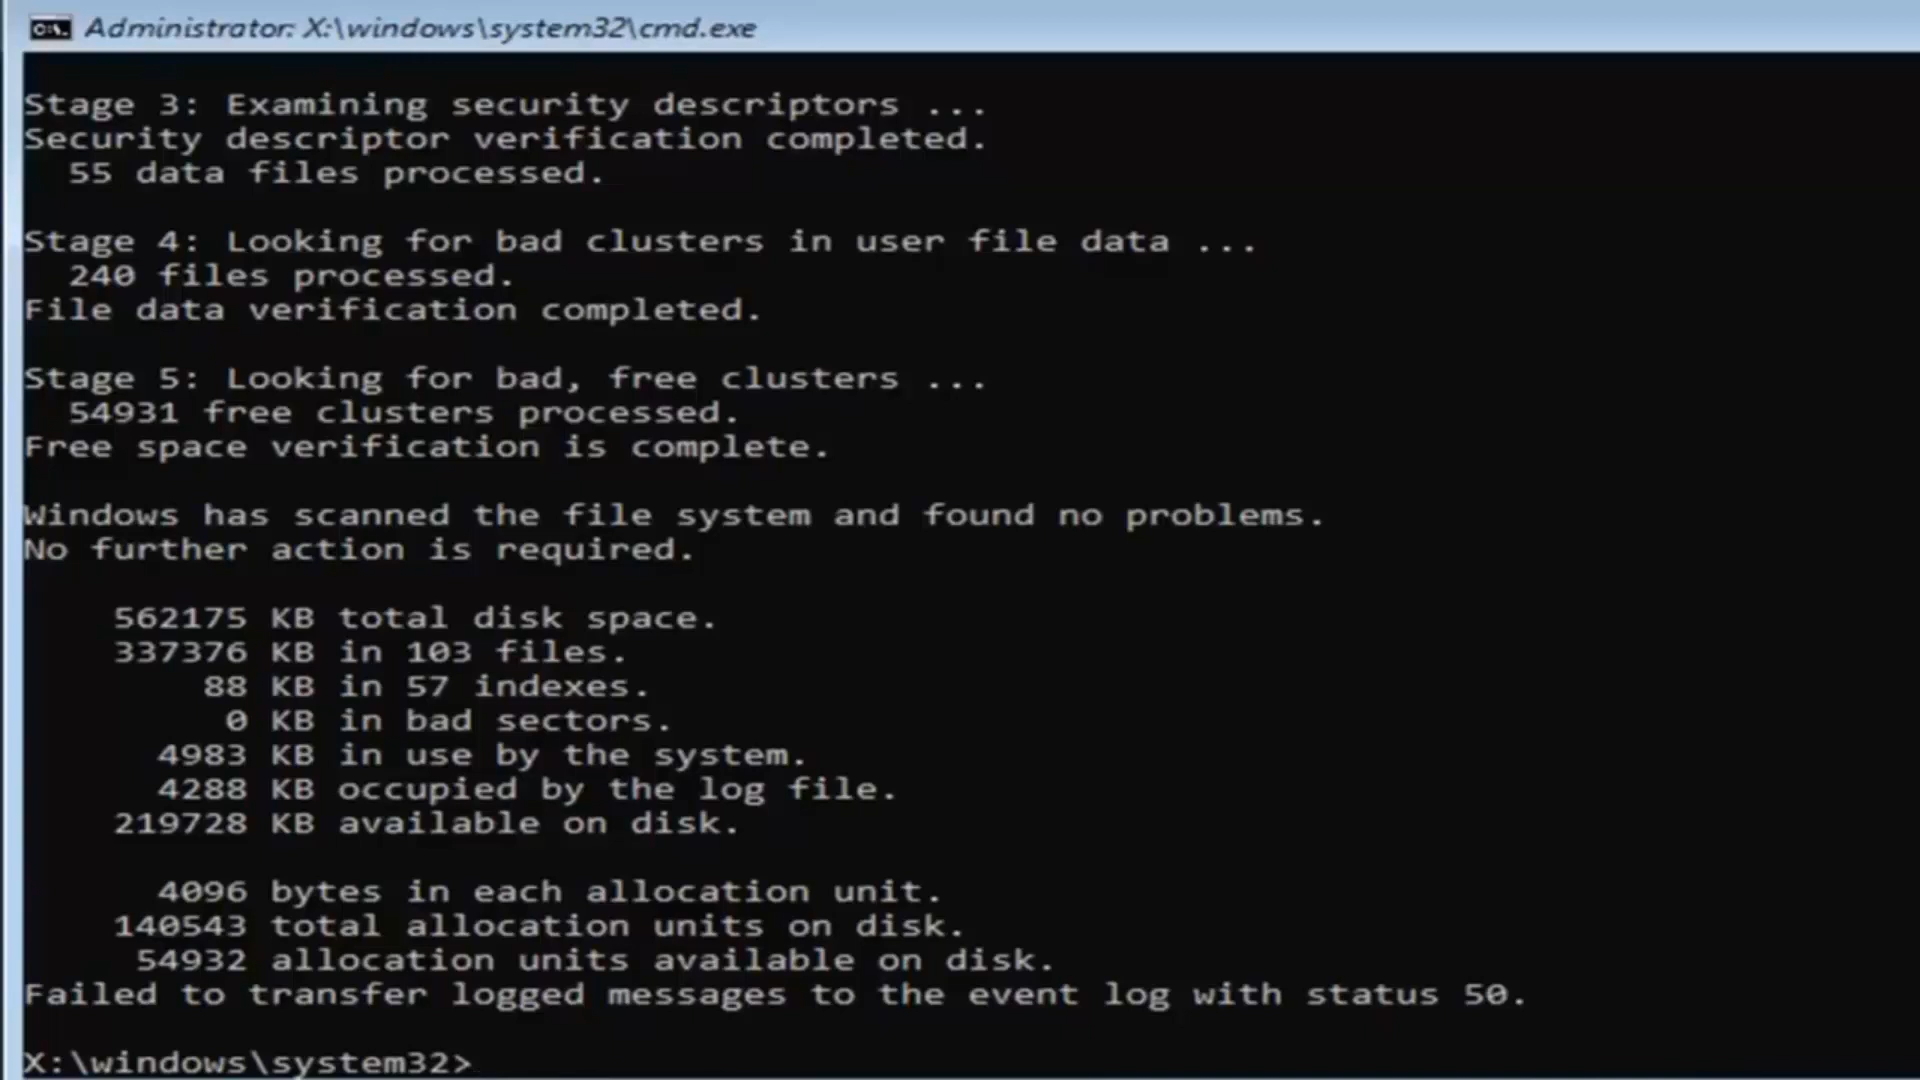 Administrator: X:\windows\system32\cmd.exe
Stage 3: Examining security descriptors ...
Security descriptor verification completed.
55 data files processed.
Stage 4: Looking for bad clusters in user file data ...
240 files processed.
File data verification completed.
Stage 5: Looking for bad, free clusters ...
54931 free clusters processed.
Free space verification is complete.
Windows has scanned the file system and found no problems.
No further action is required.
562175 KB total disk space.
337376 KB in 103 files.
88 KB in 57 indexes.
0 KB in bad sectors.
4983 KB in use by the system.
4288 KB occupied by the log file.
219728 KB available on disk.
4096 bytes in each allocation unit.
140543 total allocation units on disk.
54932 allocation units available on disk.
Failed to transfer logged messages to the event log with status 50.
X:\windows\system32>